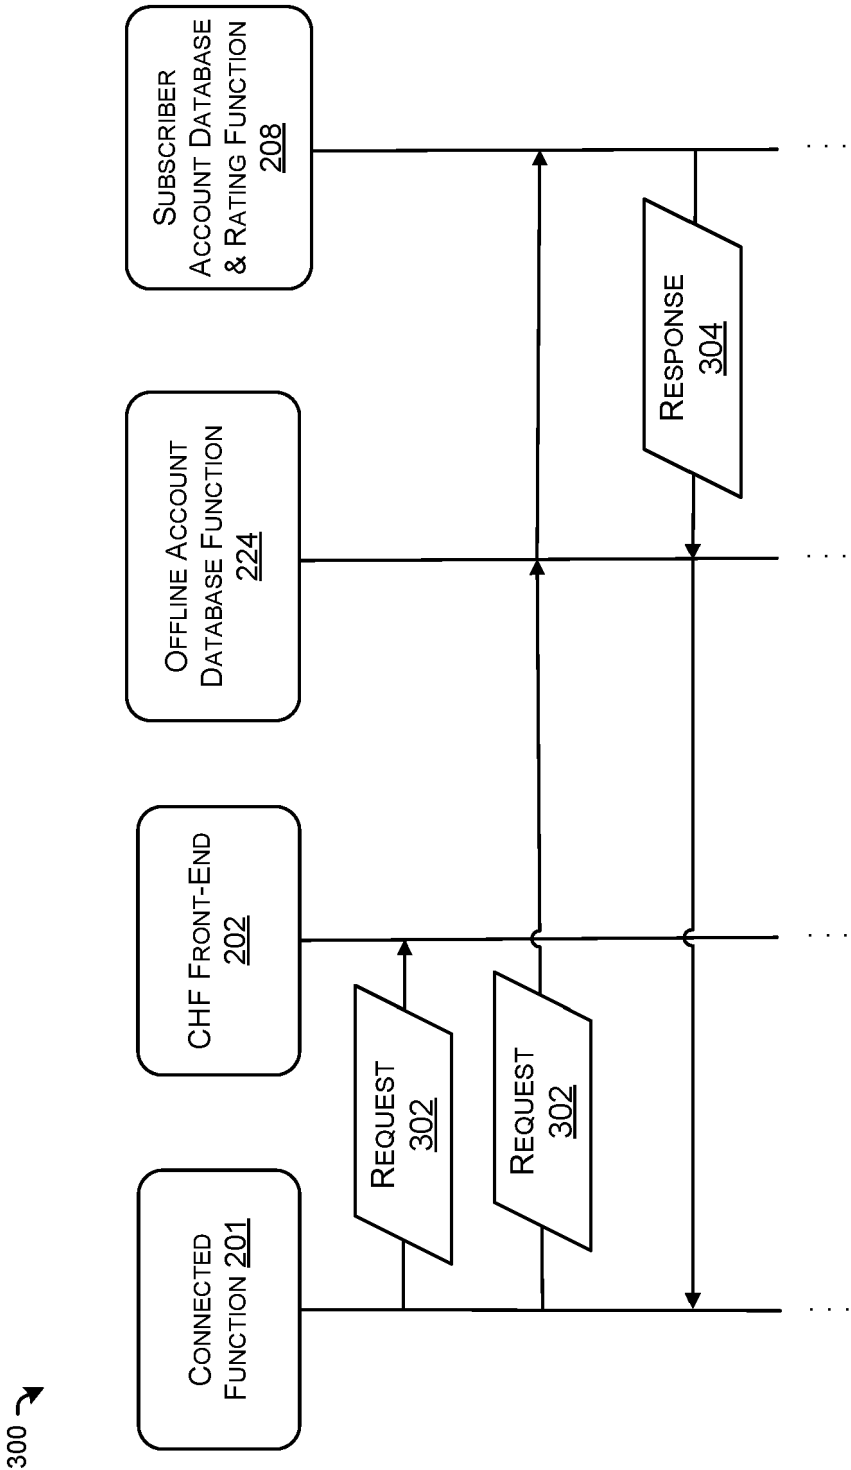 300
CONNECTED
FUNCTION 201
CHF FRONT-END
202
OFFLINE ACCOUNT
DATABASE FUNCTION
224
SUBSCRIBER
ACCOUNT DATABASE
& RATING FUNCTION
208
REQUEST
302
REQUEST
302
RESPONSE
304
. . .
. . .
. . .
. . .